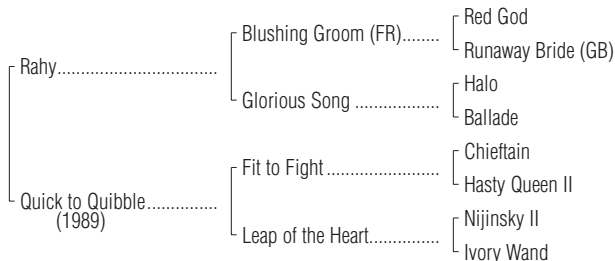 Red God
Blushing Groom (FR)........
Runaway Bride (GB)
Rahy.................................
Halo
Glorious Song .................
Ballade
Chieftain
Fit to Fight .......................
Hasty Queen II
Quick to Quibble...............
(1989)
Nijinsky II
Leap of the Heart..............
Ivory Wand